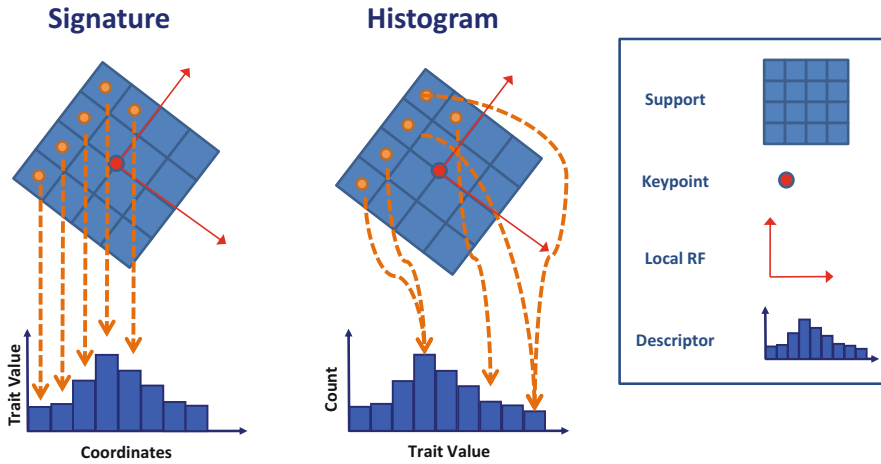 Signature
Histogram
Support
Keypoint
Local RF
Descriptor
Trait Value
Coordinates
Count
Trait Value